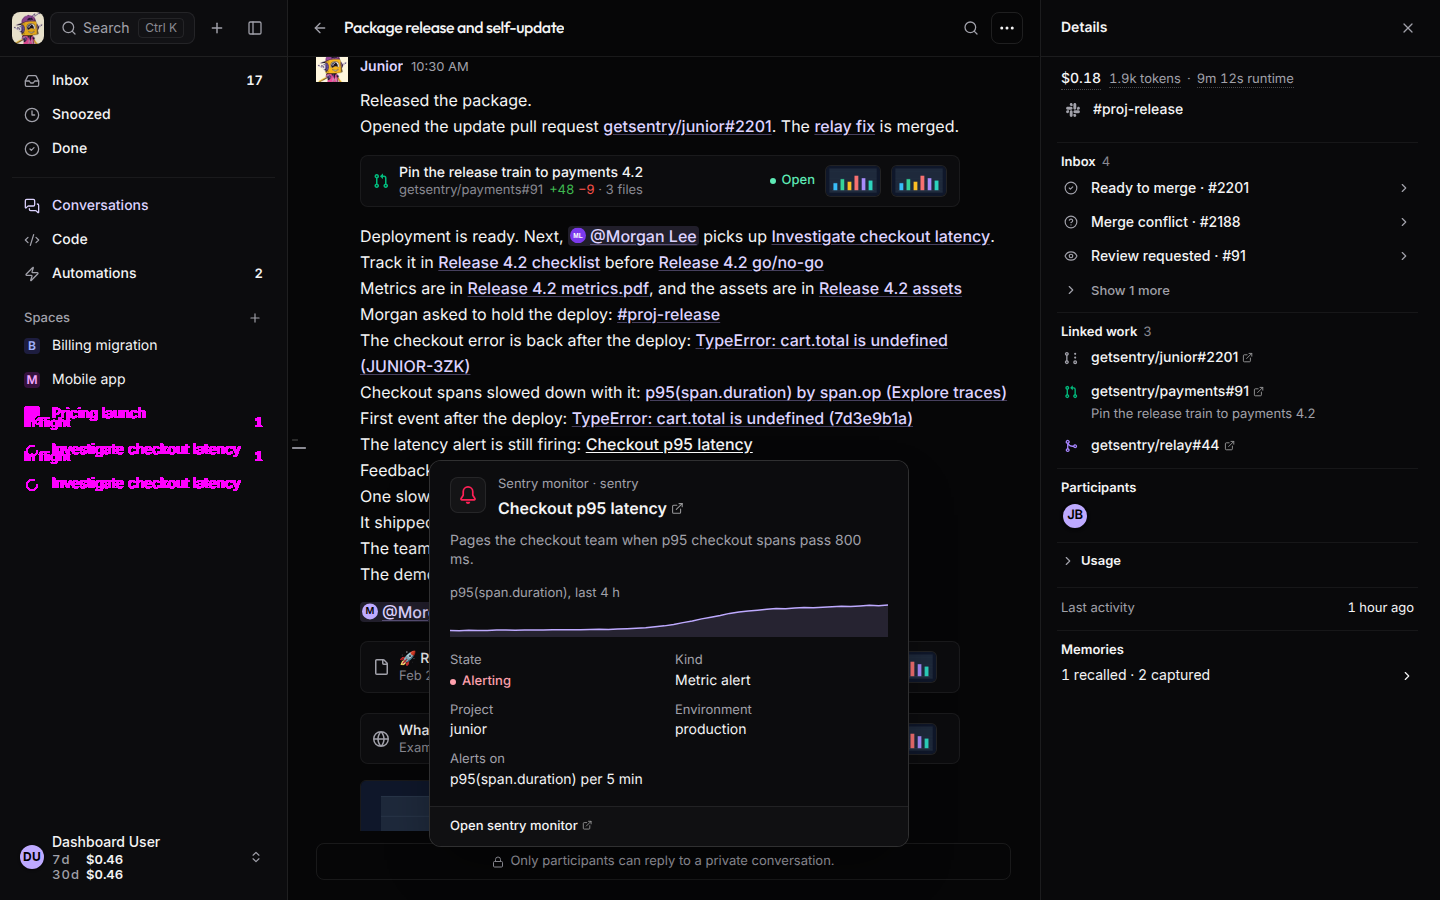 Search Ctrl K
Inbox 17
Snoozed
Done
Conversations
Code
Automations 2
Spaces
B Billing migration
M Mobile app
Pricing launch
In flight 1
Investigate checkout latency
In flight 1
Investigate checkout latency
DU Dashboard User
7d $0.46
30d $0.46
Package release and self-update
Junior 10:30 AM
Released the package.
Opened the update pull request getsentry/junior#2201. The relay fix is merged.
Pin the release train to payments 4.2
getsentry/payments#91 +48 −9 · 3 files
Open
Deployment is ready. Next, ML @Morgan Lee picks up Investigate checkout latency.
Track it in Release 4.2 checklist before Release 4.2 go/no-go
Metrics are in Release 4.2 metrics.pdf, and the assets are in Release 4.2 assets
Morgan asked to hold the deploy: #proj-release
The checkout error is back after the deploy: TypeError: cart.total is undefined
(JUNIOR-3ZK)
Checkout spans slowed down with it: p95(span.duration) by span.op (Explore traces)
First event after the deploy: TypeError: cart.total is undefined (7d3e9b1a)
The latency alert is still firing: Checkout p95 latency
Feedback
One slow
It shipped
The team
The demo
M @Mor
🚀 R
Feb 2
Wha
Exam
Sentry monitor · sentry
Checkout p95 latency
Pages the checkout team when p95 checkout spans pass 800
ms.
p95(span.duration), last 4 h
State
Alerting
Kind
Metric alert
Project
junior
Environment
production
Alerts on
p95(span.duration) per 5 min
Open sentry monitor
Only participants can reply to a private conversation.
Details
$0.18 1.9k tokens · 9m 12s runtime
#proj-release
Inbox 4
Ready to merge · #2201
Merge conflict · #2188
Review requested · #91
Show 1 more
Linked work 3
getsentry/junior#2201
getsentry/payments#91
Pin the release train to payments 4.2
getsentry/relay#44
Participants
JB
Usage
Last activity 1 hour ago
Memories
1 recalled · 2 captured